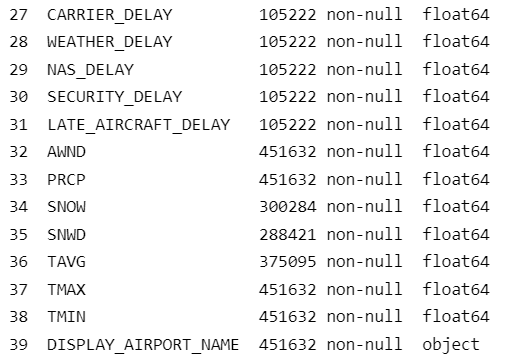 27 CARRIER_DELAY 105222 non-null float64
28 WEATHER_DELAY 105222 non-null float64
29 NAS_DELAY 105222 non-null float64
30 SECURITY_DELAY 105222 non-null float64
31 LATE_AIRCRAFT_DELAY 105222 non-null float64
32 AWND 451632 non-null float64
33 PRCP 451632 non-null float64
34 SNOW 300284 non-null float64
35 SNWD 288421 non-null float64
36 TAVG 375095 non-null float64
37 TMAX 451632 non-null float64
38 TMIN 451632 non-null float64
39 DISPLAY_AIRPORT_NAME 451632 non-null object